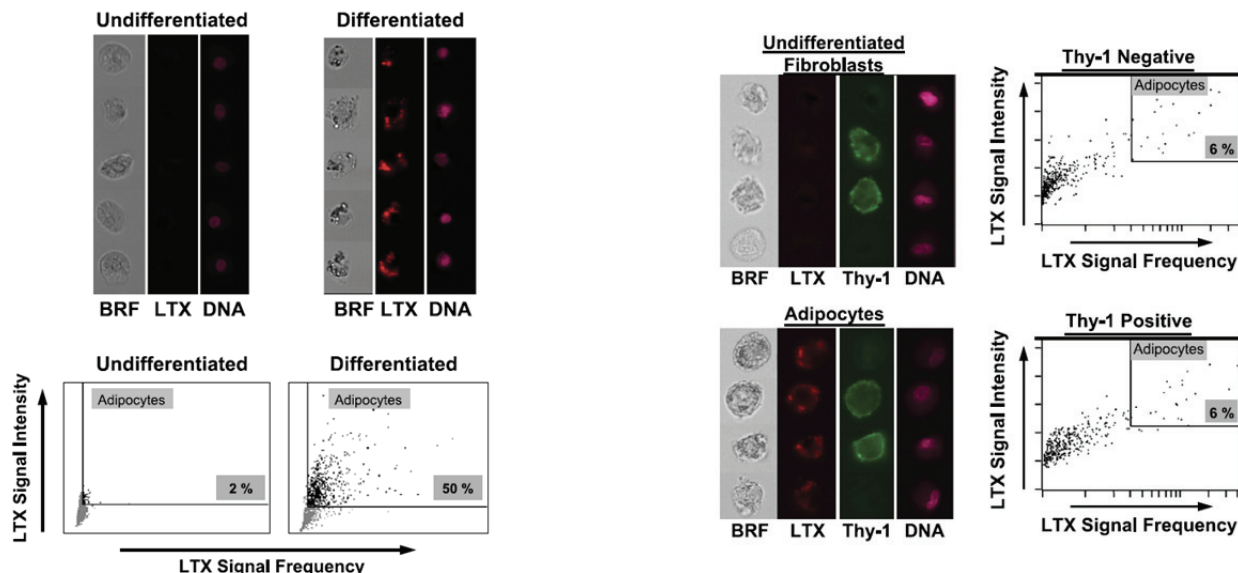 Undifferentiated
Differentiated
BRF LTX DNA
BRF LTX DNA
Undifferentiated
Differentiated
LTX Signal Intensity
Adipocytes
2 %
Adipocytes
50 %
LTX Signal Frequency
Undifferentiated
Fibroblasts
BRF LTX Thy-1 DNA
Thy-1 Negative
LTX Signal Intensity
Adipocytes
6 %
LTX Signal Frequency
Adipocytes
BRF LTX Thy-1 DNA
Thy-1 Positive
LTX Signal Intensity
Adipocytes
6 %
LTX Signal Frequency